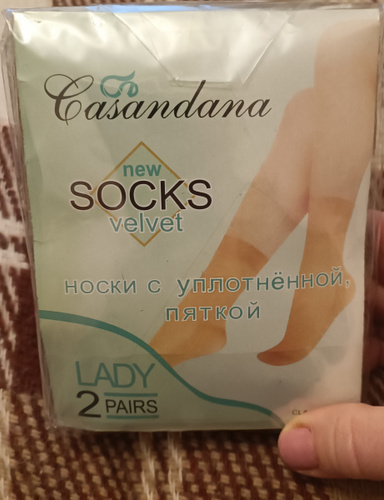 Casandana
new
SOCKS
velvet
носки с уплотнённой,
пяткой
LADY
2 PAIRS